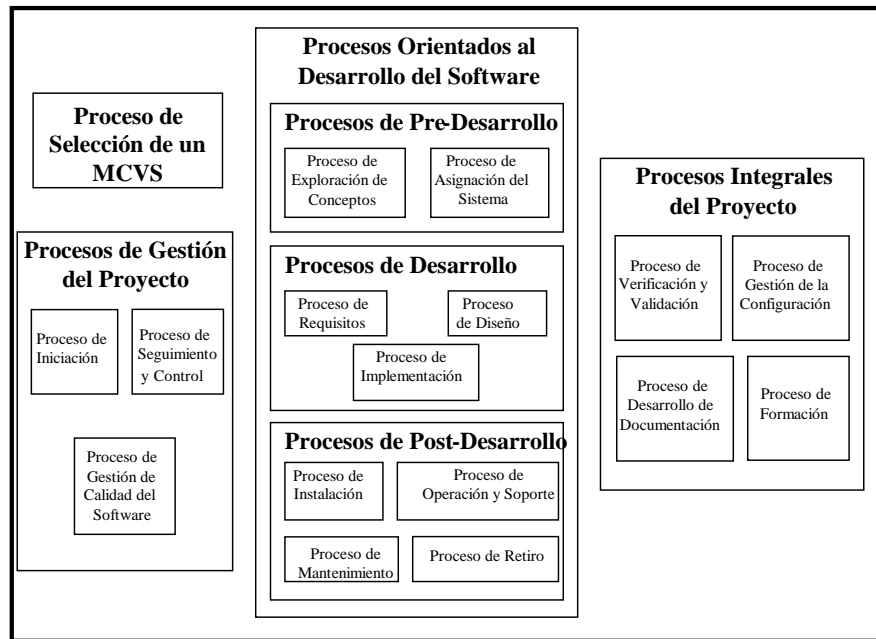 Proceso de
Selección de un
MCVS
Procesos de Gestión
del Proyecto
Proceso de
Iniciación
Proceso de
Seguimiento
y Control
Proceso de
Gestión de
Calidad del
Software
Procesos Orientados al
Desarrollo del Software
Procesos de Pre-Desarrollo
Proceso de
Exploración de
Conceptos
Proceso de
Asignación del
Sistema
Procesos de Desarrollo
Proceso de
Requisitos
Proceso
de Diseño
Proceso de
Implementación
Procesos de Post-Desarrollo
Proceso de
Instalación
Proceso de
Operación y Soporte
Proceso de
Mantenimiento
Proceso de Retiro
Procesos Integrales
del Proyecto
Proceso de
Verificación y
Validación
Proceso de
Gestión de la
Configuración
Proceso de
Desarrollo de
Documentación
Proceso de
Formación